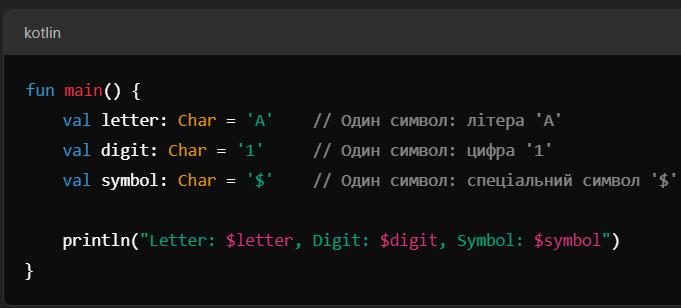 kotlin
fun main() {
    val letter: Char = 'A'    // Один символ: літера 'A'
    val digit: Char = '1'     // Один символ: цифра '1'
    val symbol: Char = '$'    // Один символ: спеціальний символ '$'
    println("Letter: $letter, Digit: $digit, Symbol: $symbol")
}